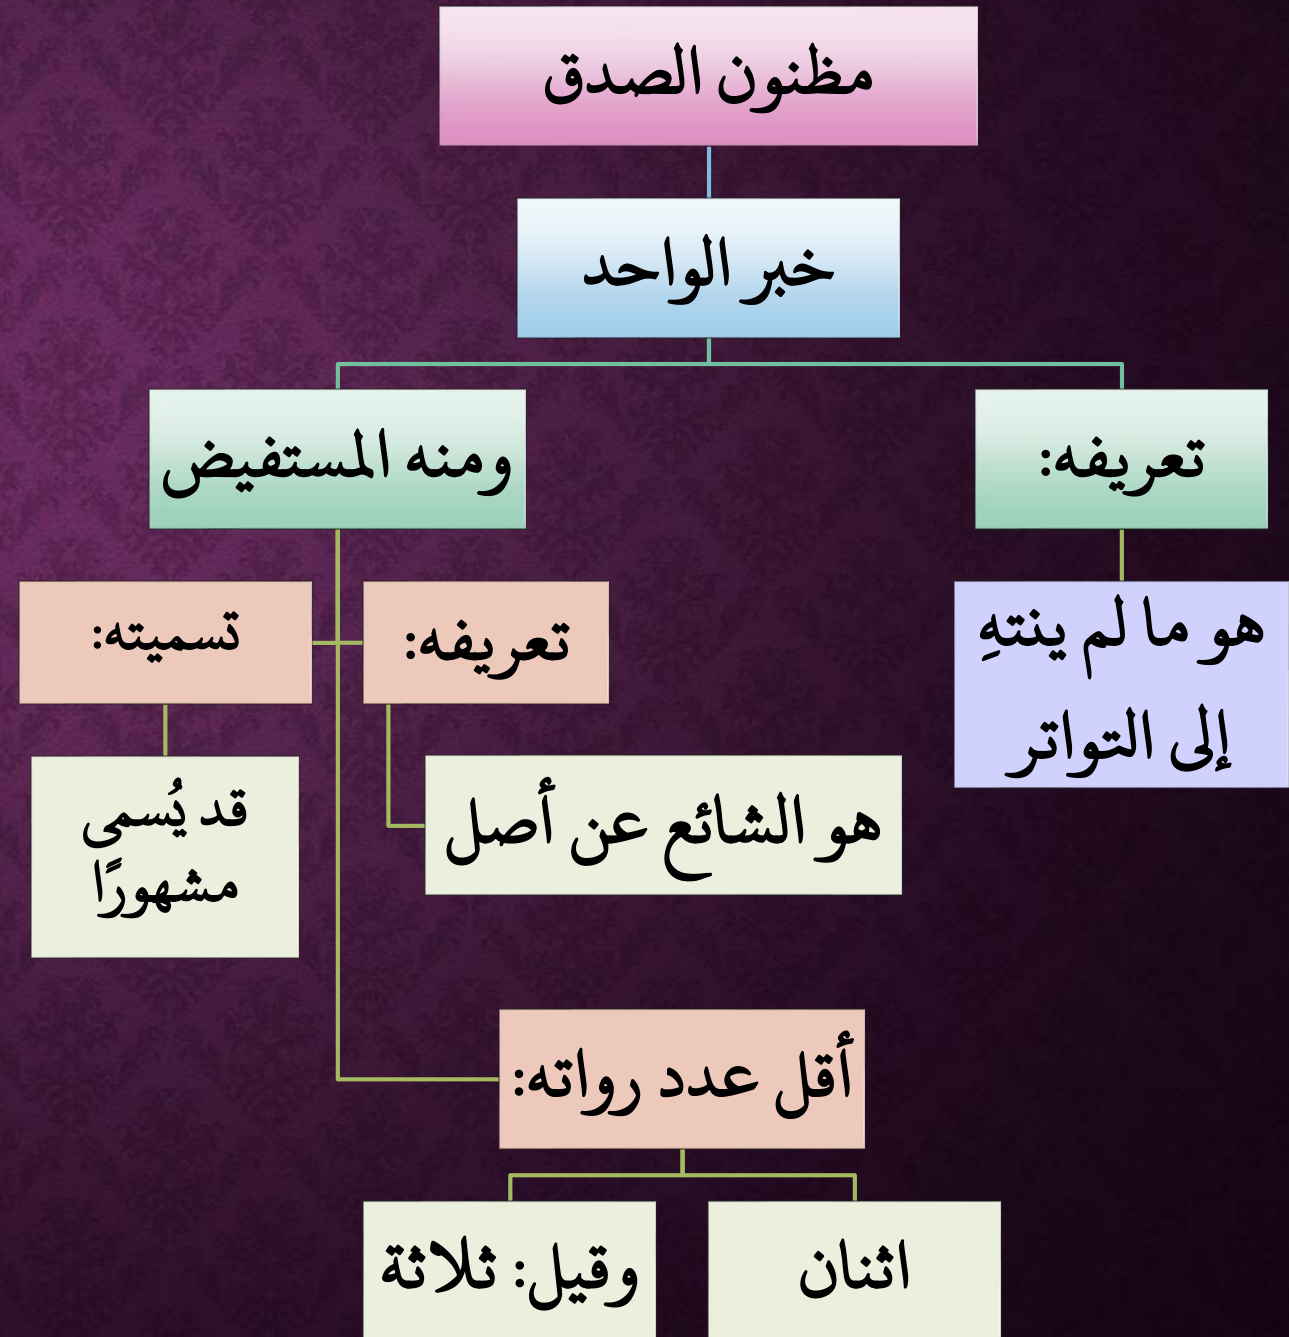 مظنون الصدق
خبر الواحد
تعريفه:
هو ما لم ينتهِ
إلى التواتر
ومنه المستفيض
تعريفه:
هو الشائع عن أصل
تسميته:
قد يُسمى
مشهورًا
أقل عدد رواته:
اثنان
وقيل: ثلاثة